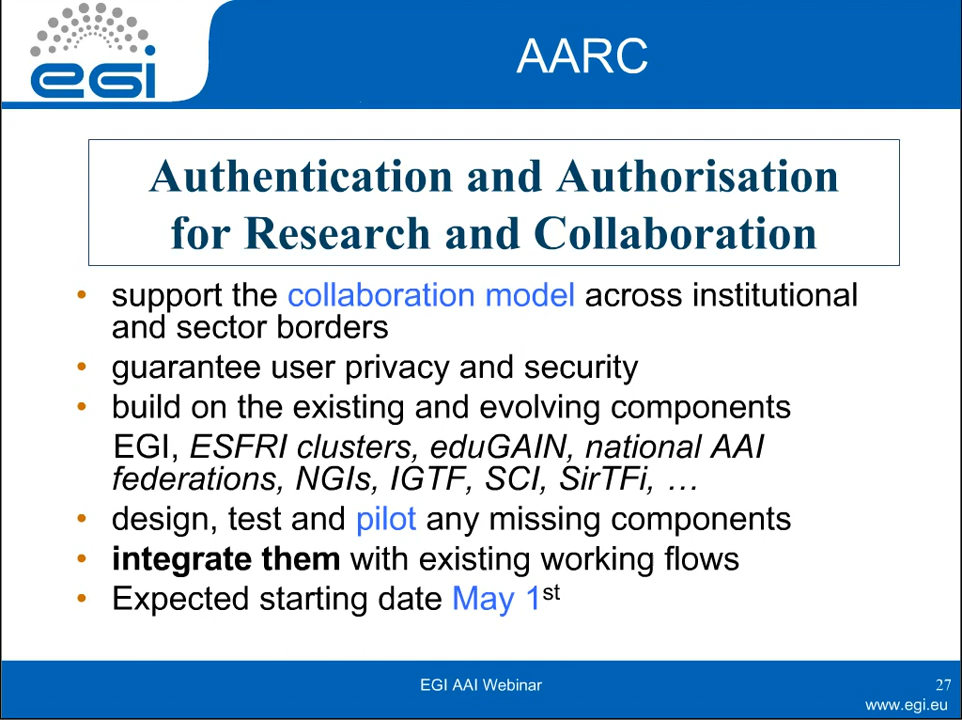 egi
AARC
Authentication and Authorisation
for Research and Collaboration
• support the collaboration model across institutional
and sector borders
• guarantee user privacy and security
• build on the existing and evolving components
EGI, ESFRI clusters, eduGAIN, national AAI
federations, NGIs, IGTF, SCI, SirTFi, …
• design, test and pilot any missing components
• integrate them with existing working flows
• Expected starting date May 1st
EGI AAI Webinar
27
www.egi.eu